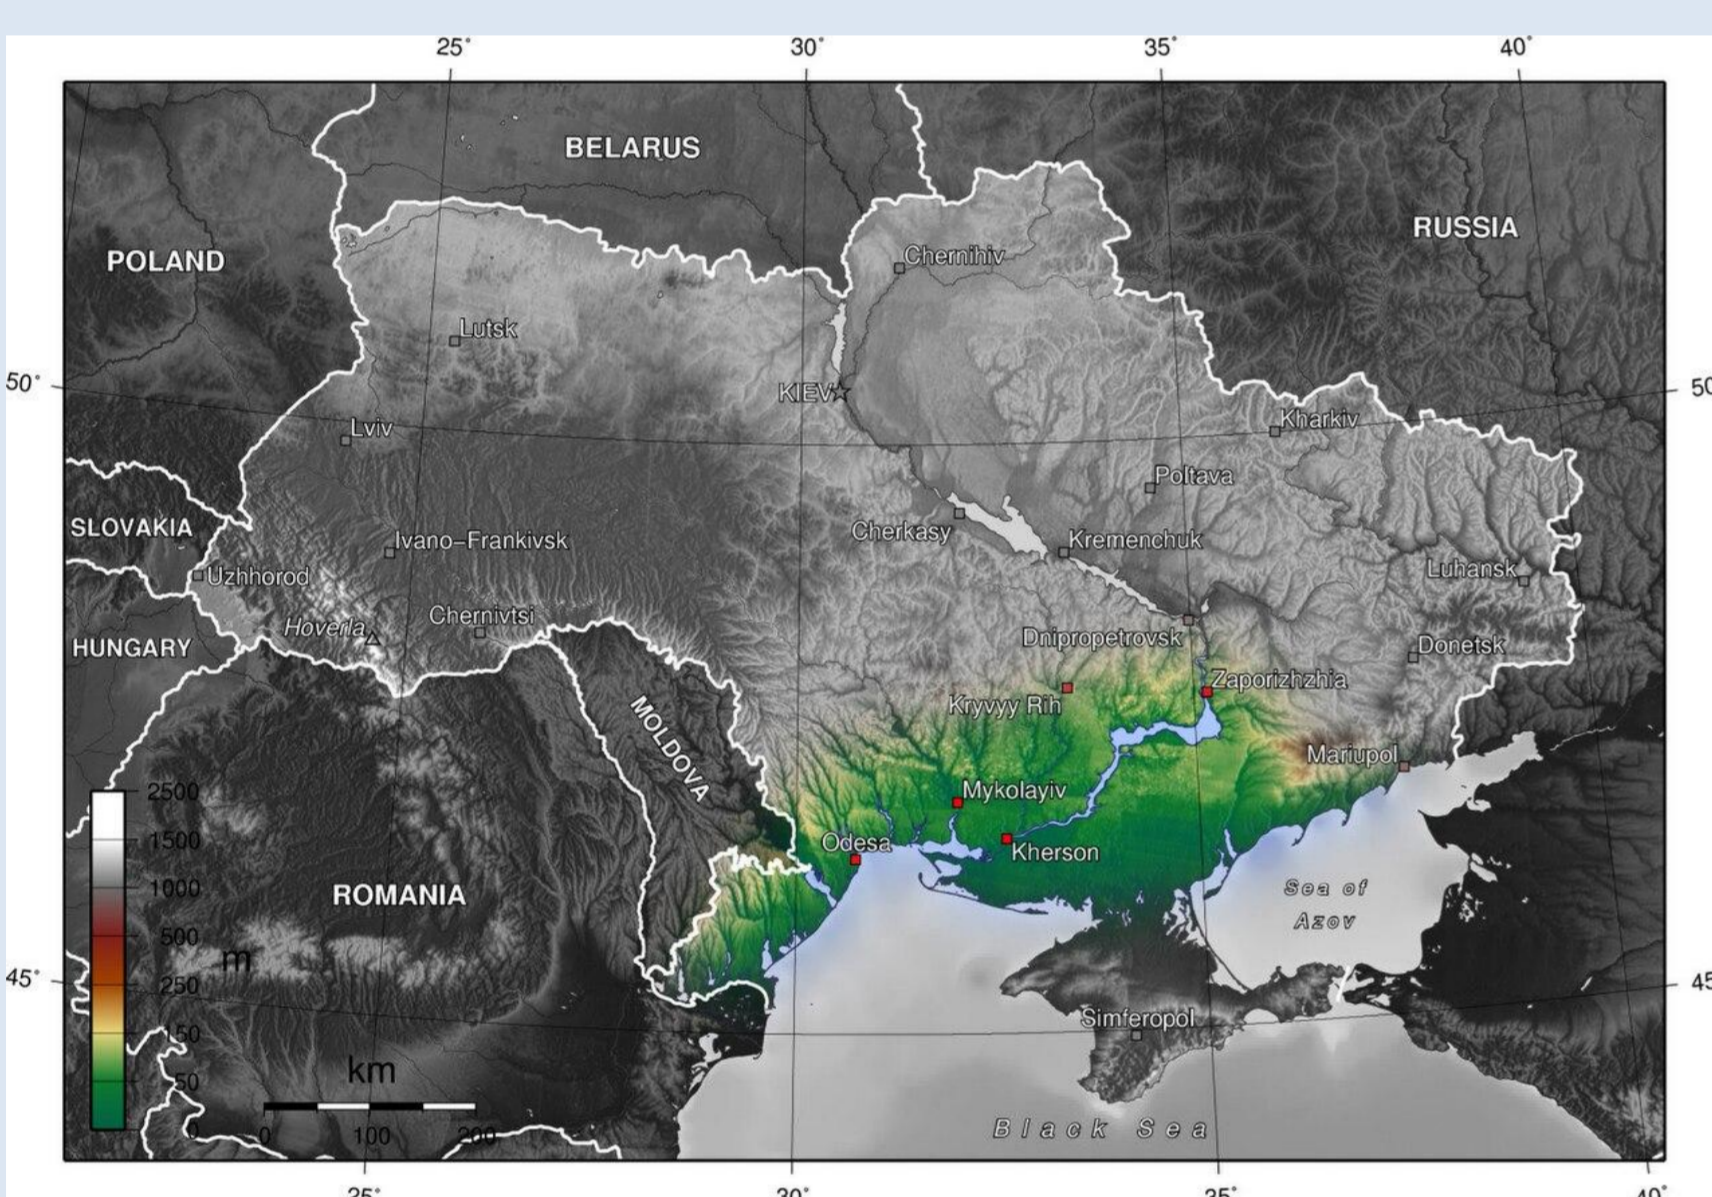 25°
30°
35°
40°
BELARUS
RUSSIA
POLAND
Chernihiv
Lutsk
50°
50
KIEV
Kharkiv
Lviv
Poltava
SLOVAKIA
Ivano-Frankivsk
Cherkasy
Kremenchuk
Uzhhorod
Luhansk
Hoverla
Chernivtsi
HUNGARY
Dnipropetrovsk
Donetsk
MOLDOVA
Kryvyy Rih
Zaporizhzhia
Mariupol
2500
Mykolayiv
1500
Odesa
Kherson
1000
ROMANIA
Sea of
Azov
500
m
45°
45
250
Simferopol
150
km
50
Black Sea
0
0
100
200
25°
30°
35°
40°